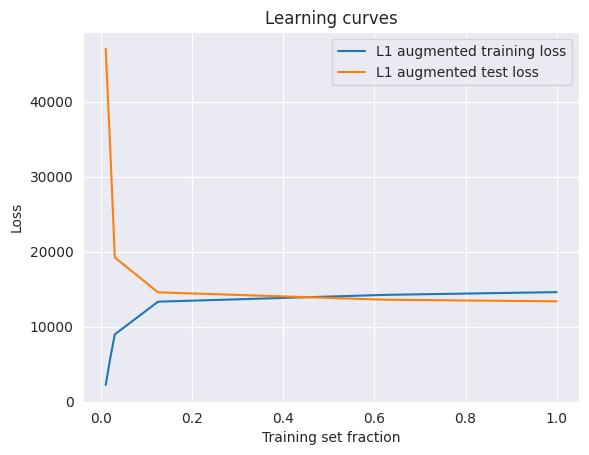 Learning curves
L1 augmented training loss
L1 augmented test loss
Loss
40000
30000
20000
10000
0
0.0 0.2 0.4 0.6 0.8 1.0
Training set fraction